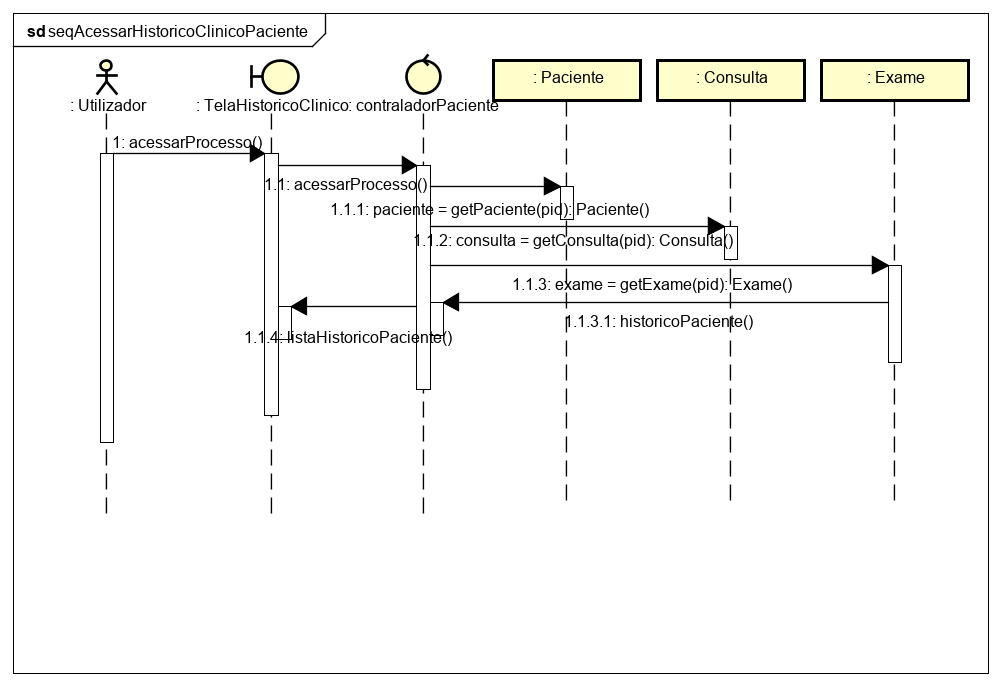 sd seqAcessarHistoricoClinicoPaciente
: Utilizador
: TelaHistoricoClinico
: contraladorPaciente
: Paciente
: Consulta
: Exame
1: acessarProcesso()
1.1: acessarProcesso()
1.1.1: paciente = getPaciente(pid): Paciente()
1.1.2: consulta = getConsulta(pid): Consulta()
1.1.3: exame = getExame(pid): Exame()
1.1.3.1: historicoPaciente()
1.1.4: listaHistoricoPaciente()